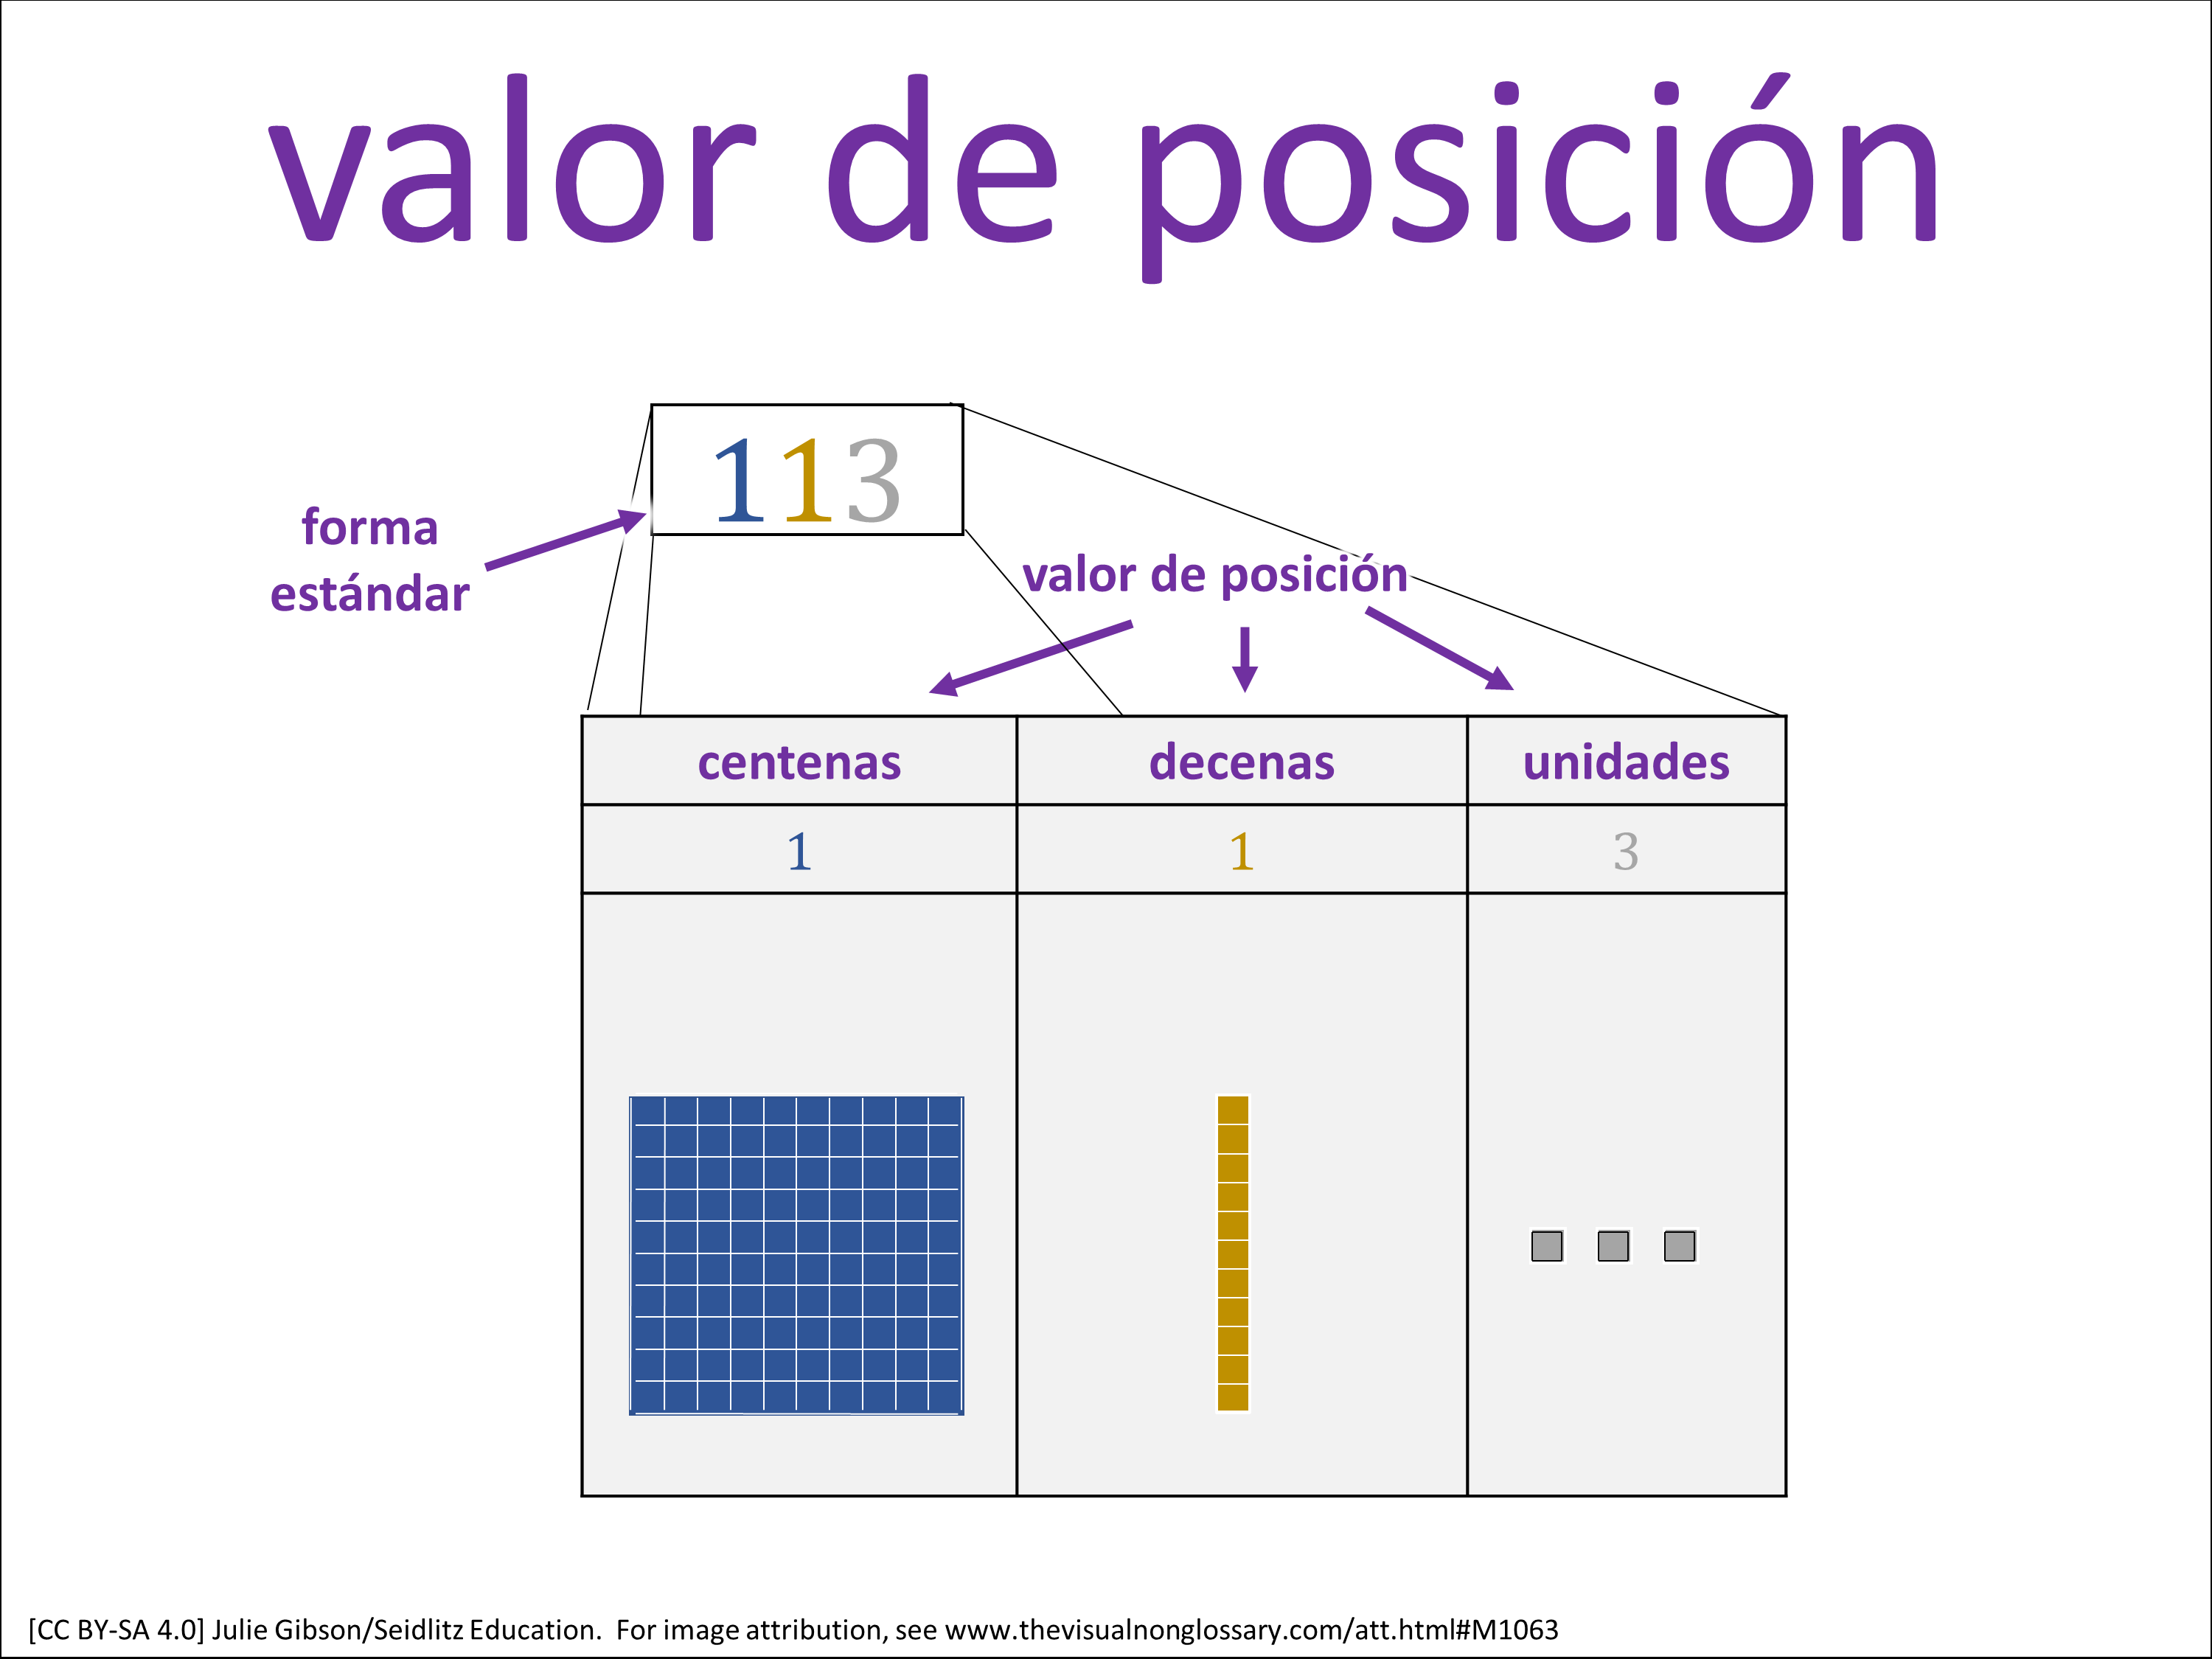 valor de posición
113
forma
estándar
valor de posición
centenas decenas unidades
1 1 3
[CC BY-SA 4.0] Julie Gibson/Seidlitz Education.  For image attribution, see www.thevisualnonglossary.com/att.html#M1063